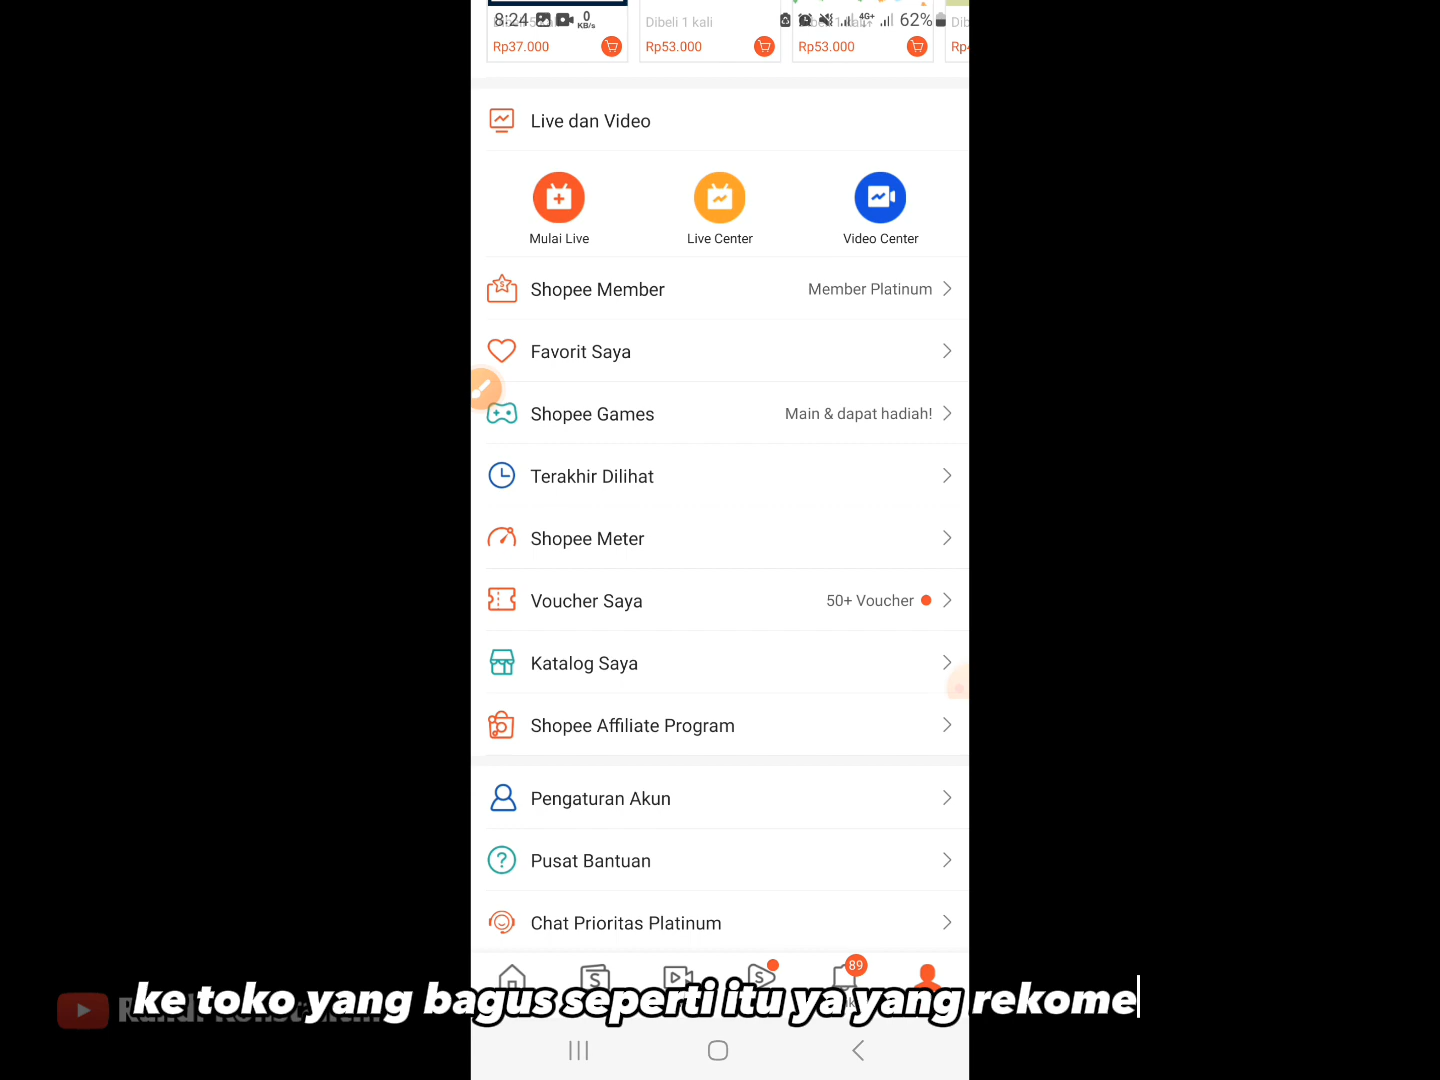 8:24
0
KB/s
4G+
62%
Dibeli 1 kali
Rp37.000
Rp53.000
Rp53.000
Live dan Video
Mulai Live
Live Center
Video Center
Shopee Member
Member Platinum
Favorit Saya
Shopee Games
Main & dapat hadiah!
Terakhir Dilihat
Shopee Meter
Voucher Saya
50+ Voucher
Katalog Saya
Shopee Affiliate Program
Pengaturan Akun
Pusat Bantuan
Chat Prioritas Platinum
89
ke toko yang bagus seperti itu ya yang rekome